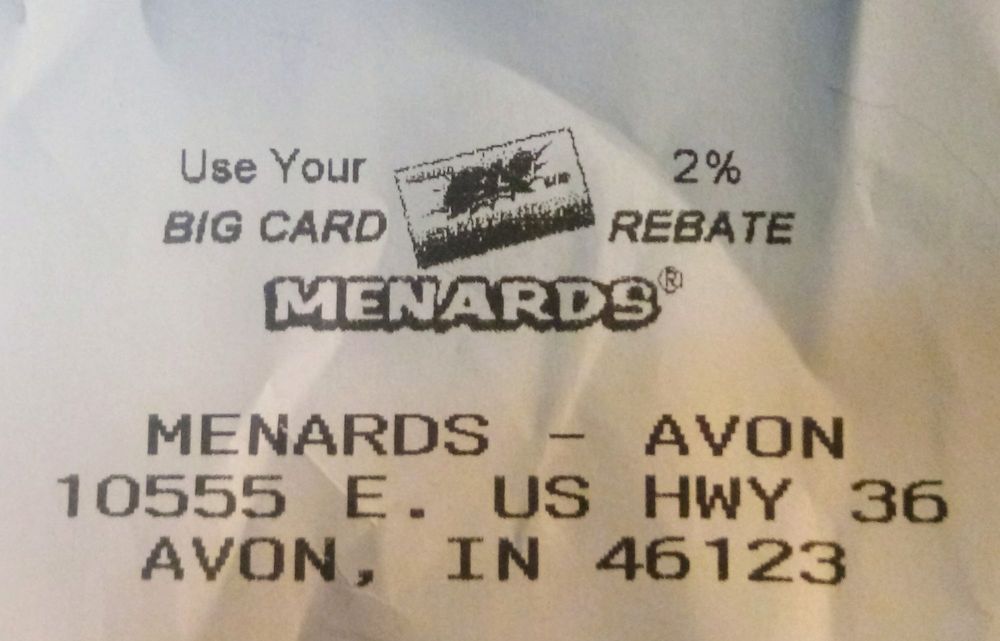 Use Your 2%
BIG CARD REBATE
MENARDS®
MENARDS - AVON
10555 E. US HWY 36
AVON, IN 46123